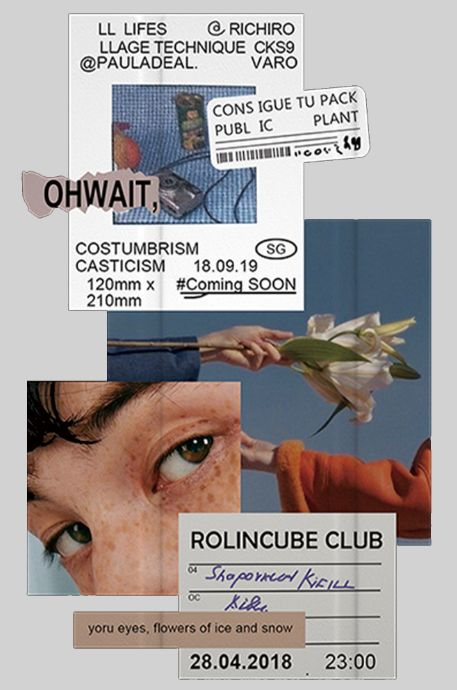 LL LIFES @ RICHIRO
LLAGE TECHNIQUE CKS9
@PAULADEAL. VARO
CONS IGUE TU PACK
PUBL IC PLANT
OHWAIT,
COSTUMBRISM SG
CASTICISM 18.09.19
120mm x #Coming SOON
210mm
ROLINCUBE CLUB
04
OC
yoru eyes, flowers of ice and snow
28.04.2018 23:00